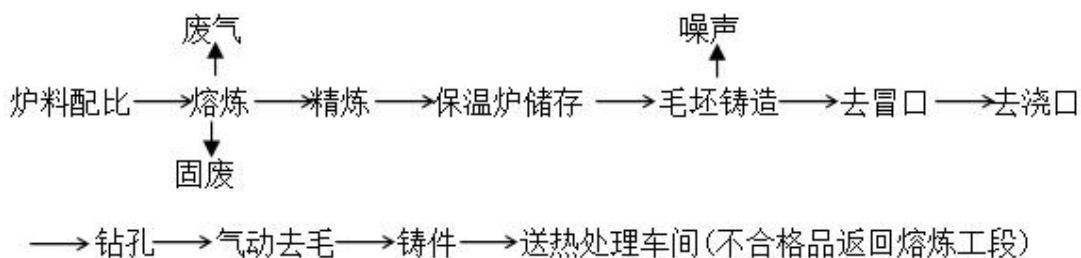 废气 噪声
炉料配比 熔炼 精炼 保温炉储存 毛坯铸造 去冒口 去浇口
固废
钻孔 气动去毛 铸件 送热处理车间(不合格品返回熔炼工段)